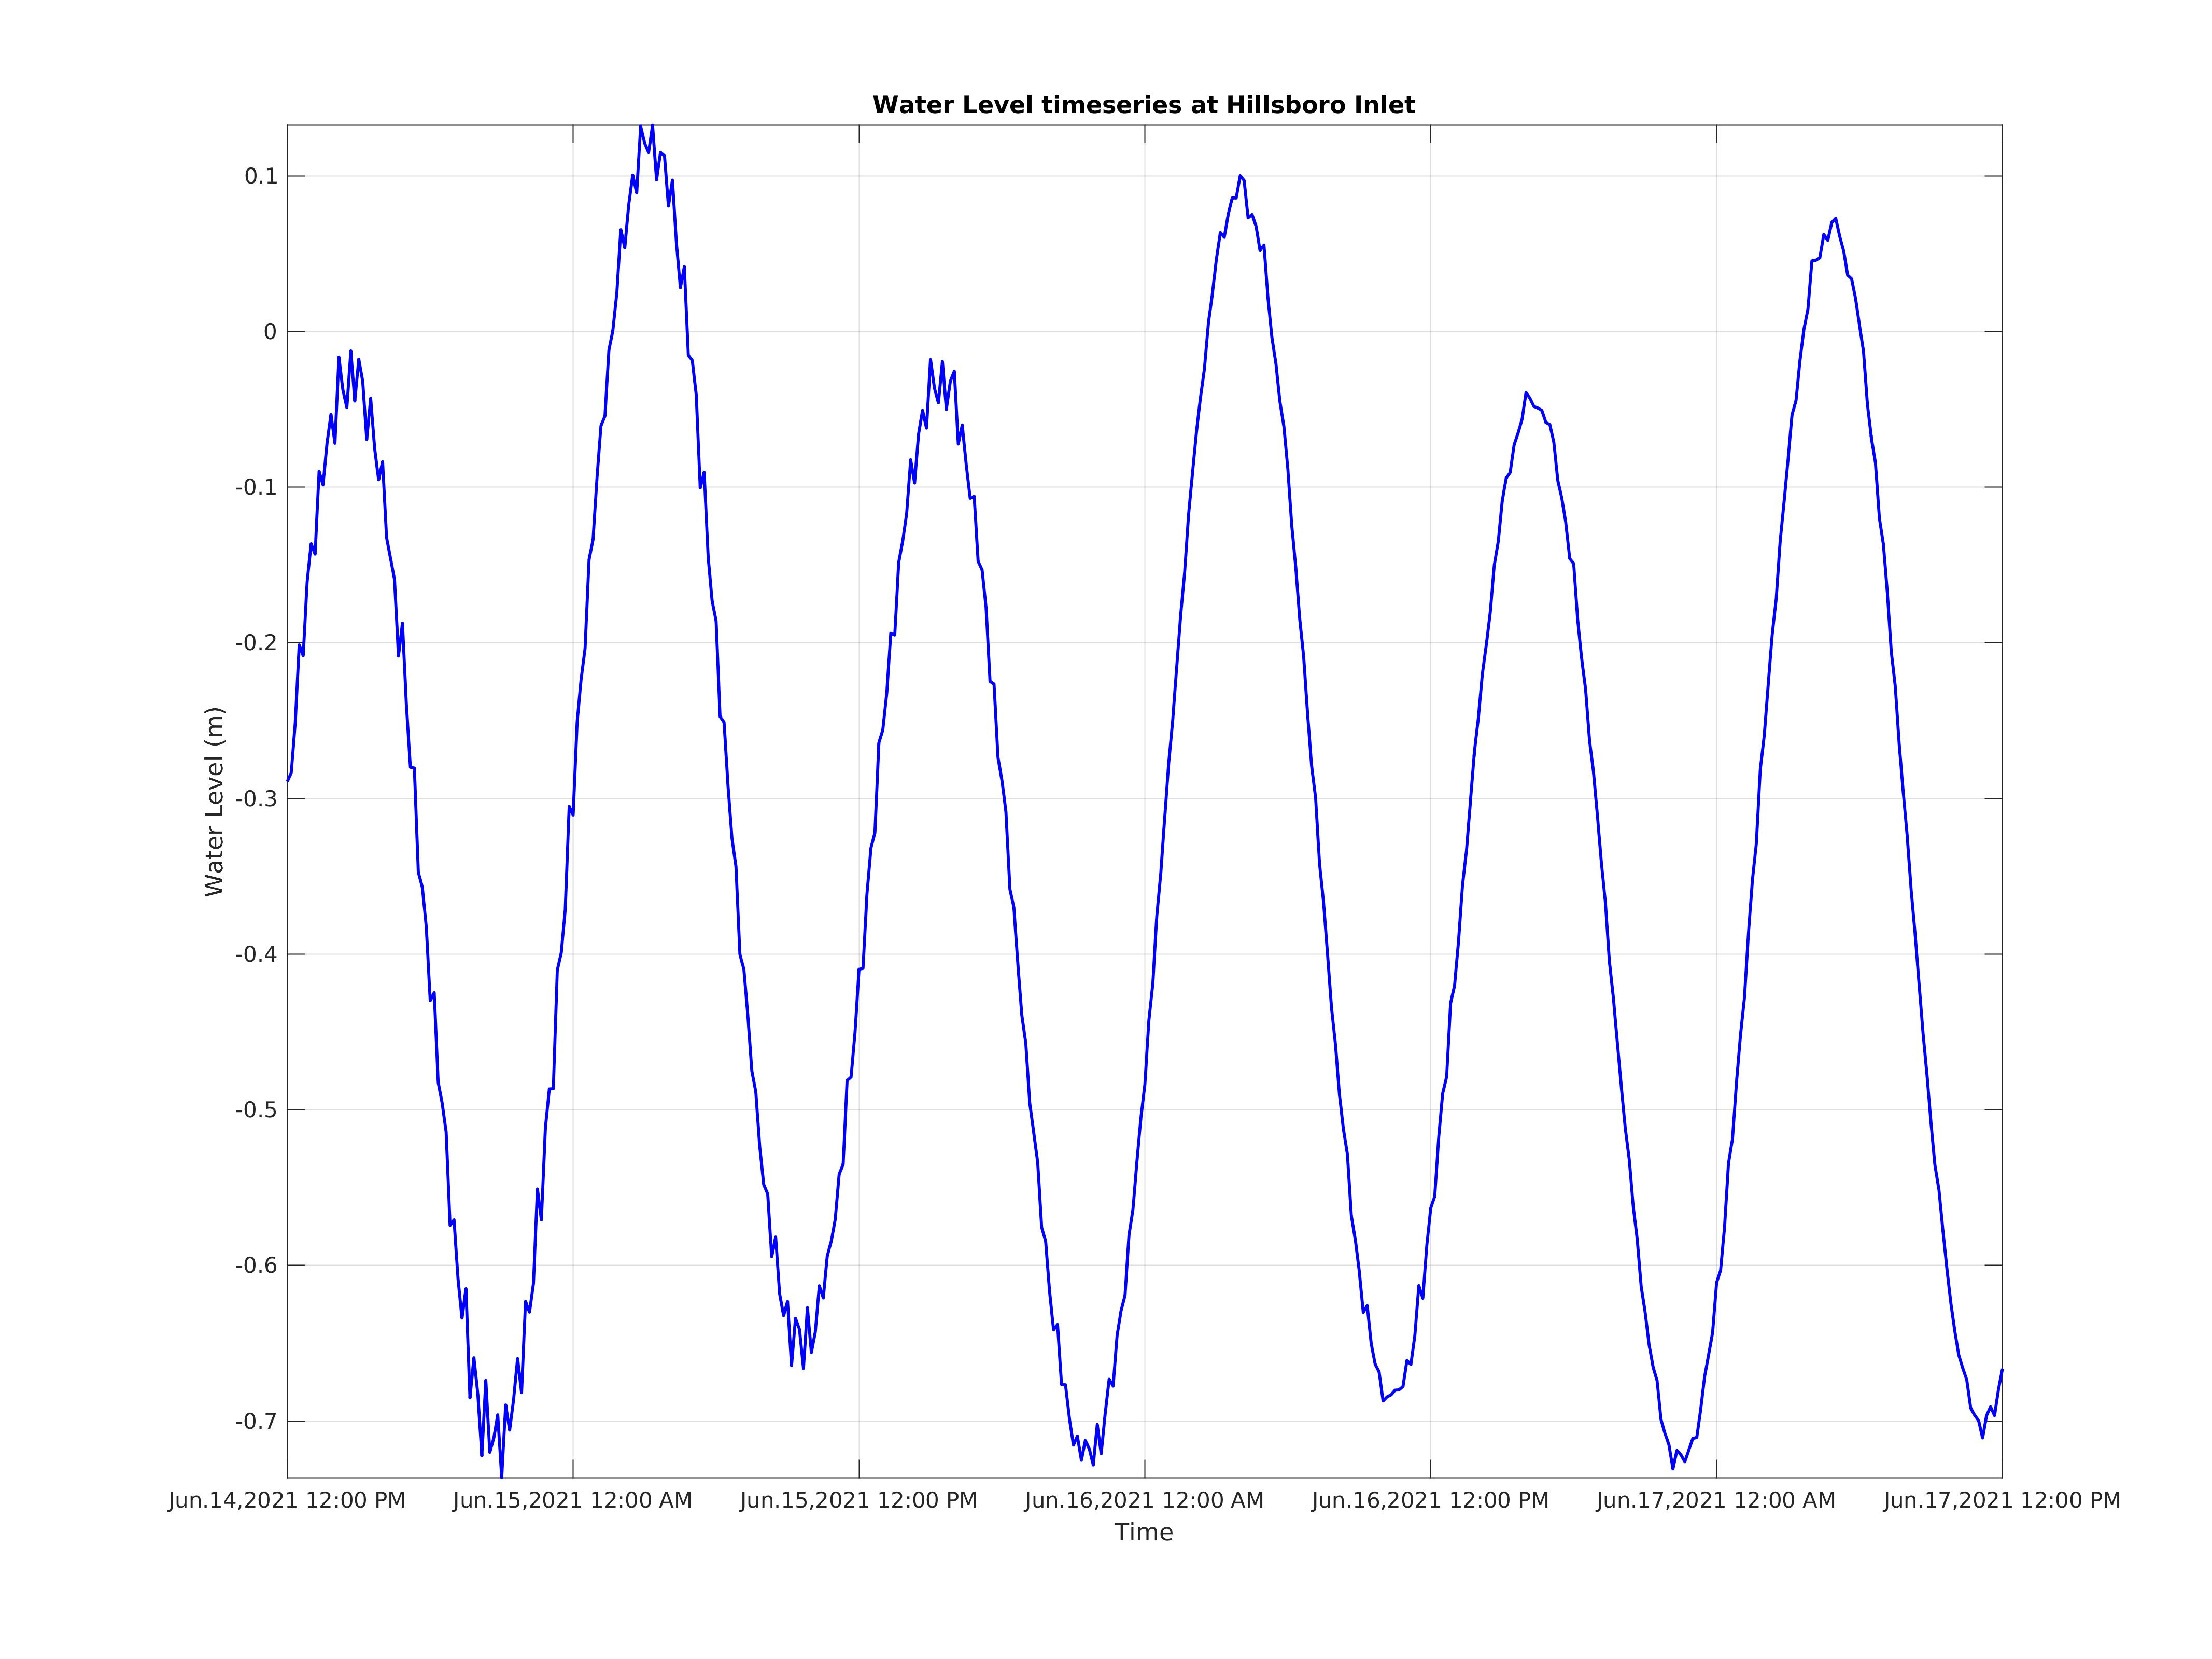 Water Level timeseries at Hillsboro Inlet
0.1
0
-0.1
-0.2
-0.3
-0.4
-0.5
-0.6
-0.7
Water Level (m)
Jun.14,2021 12:00 PM
Jun.15,2021 12:00 AM
Jun.15,2021 12:00 PM
Jun.16,2021 12:00 AM
Jun.16,2021 12:00 PM
Jun.17,2021 12:00 AM
Jun.17,2021 12:00 PM
Time